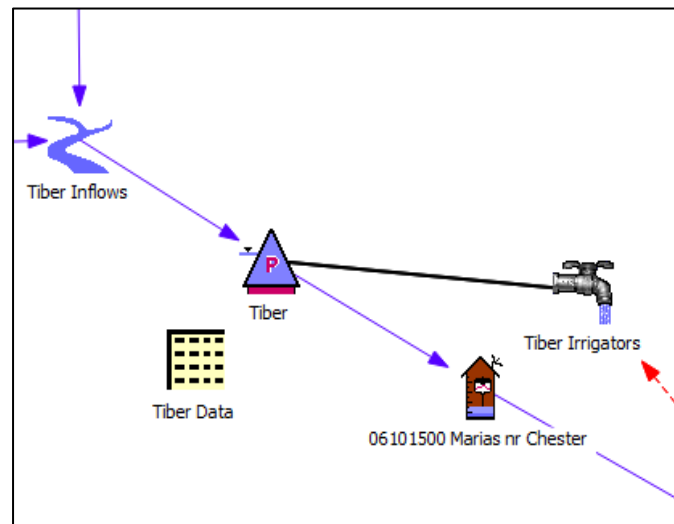 Tiber Inflows
P
Tiber
Tiber Irrigators
Tiber Data
06101500 Marias nr Chester